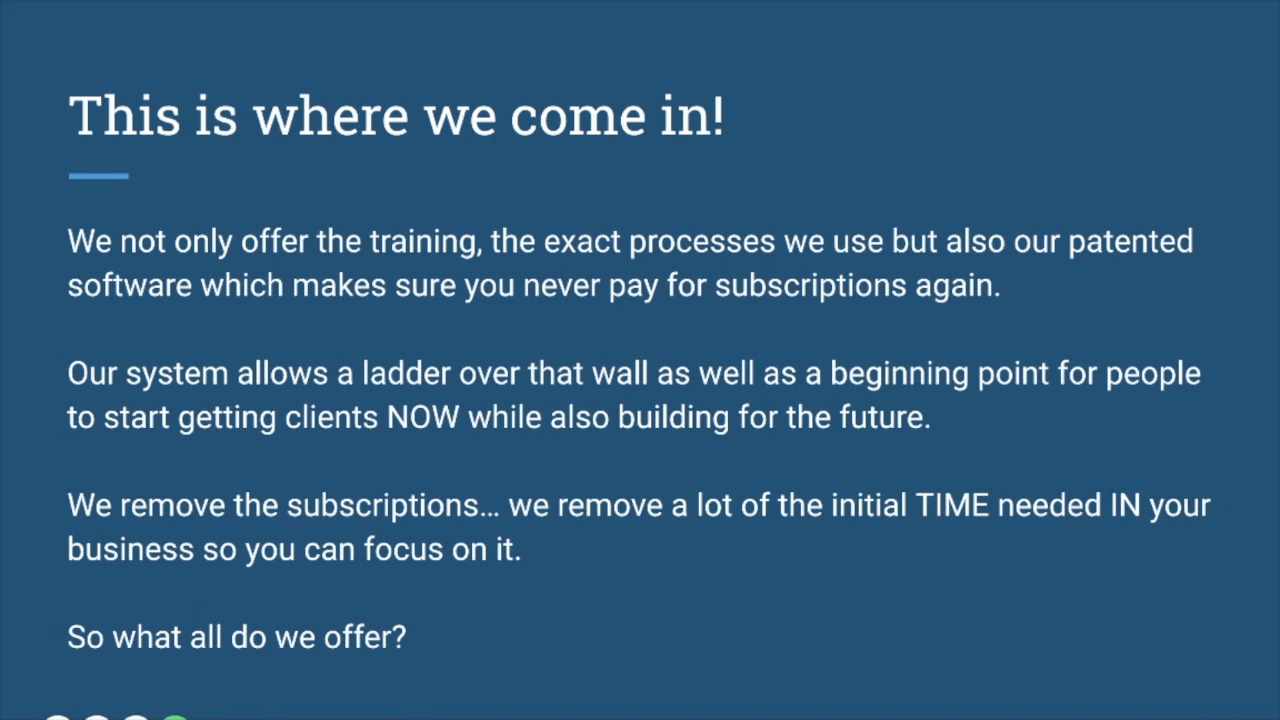 This is where we come in!
We not only offer the training, the exact processes we use but also our patented
software which makes sure you never pay for subscriptions again.
Our system allows a ladder over that wall as well as a beginning point for people
to start getting clients NOW while also building for the future.
We remove the subscriptions... we remove a lot of the initial TIME needed IN your
business so you can focus on it.
So what all do we offer?